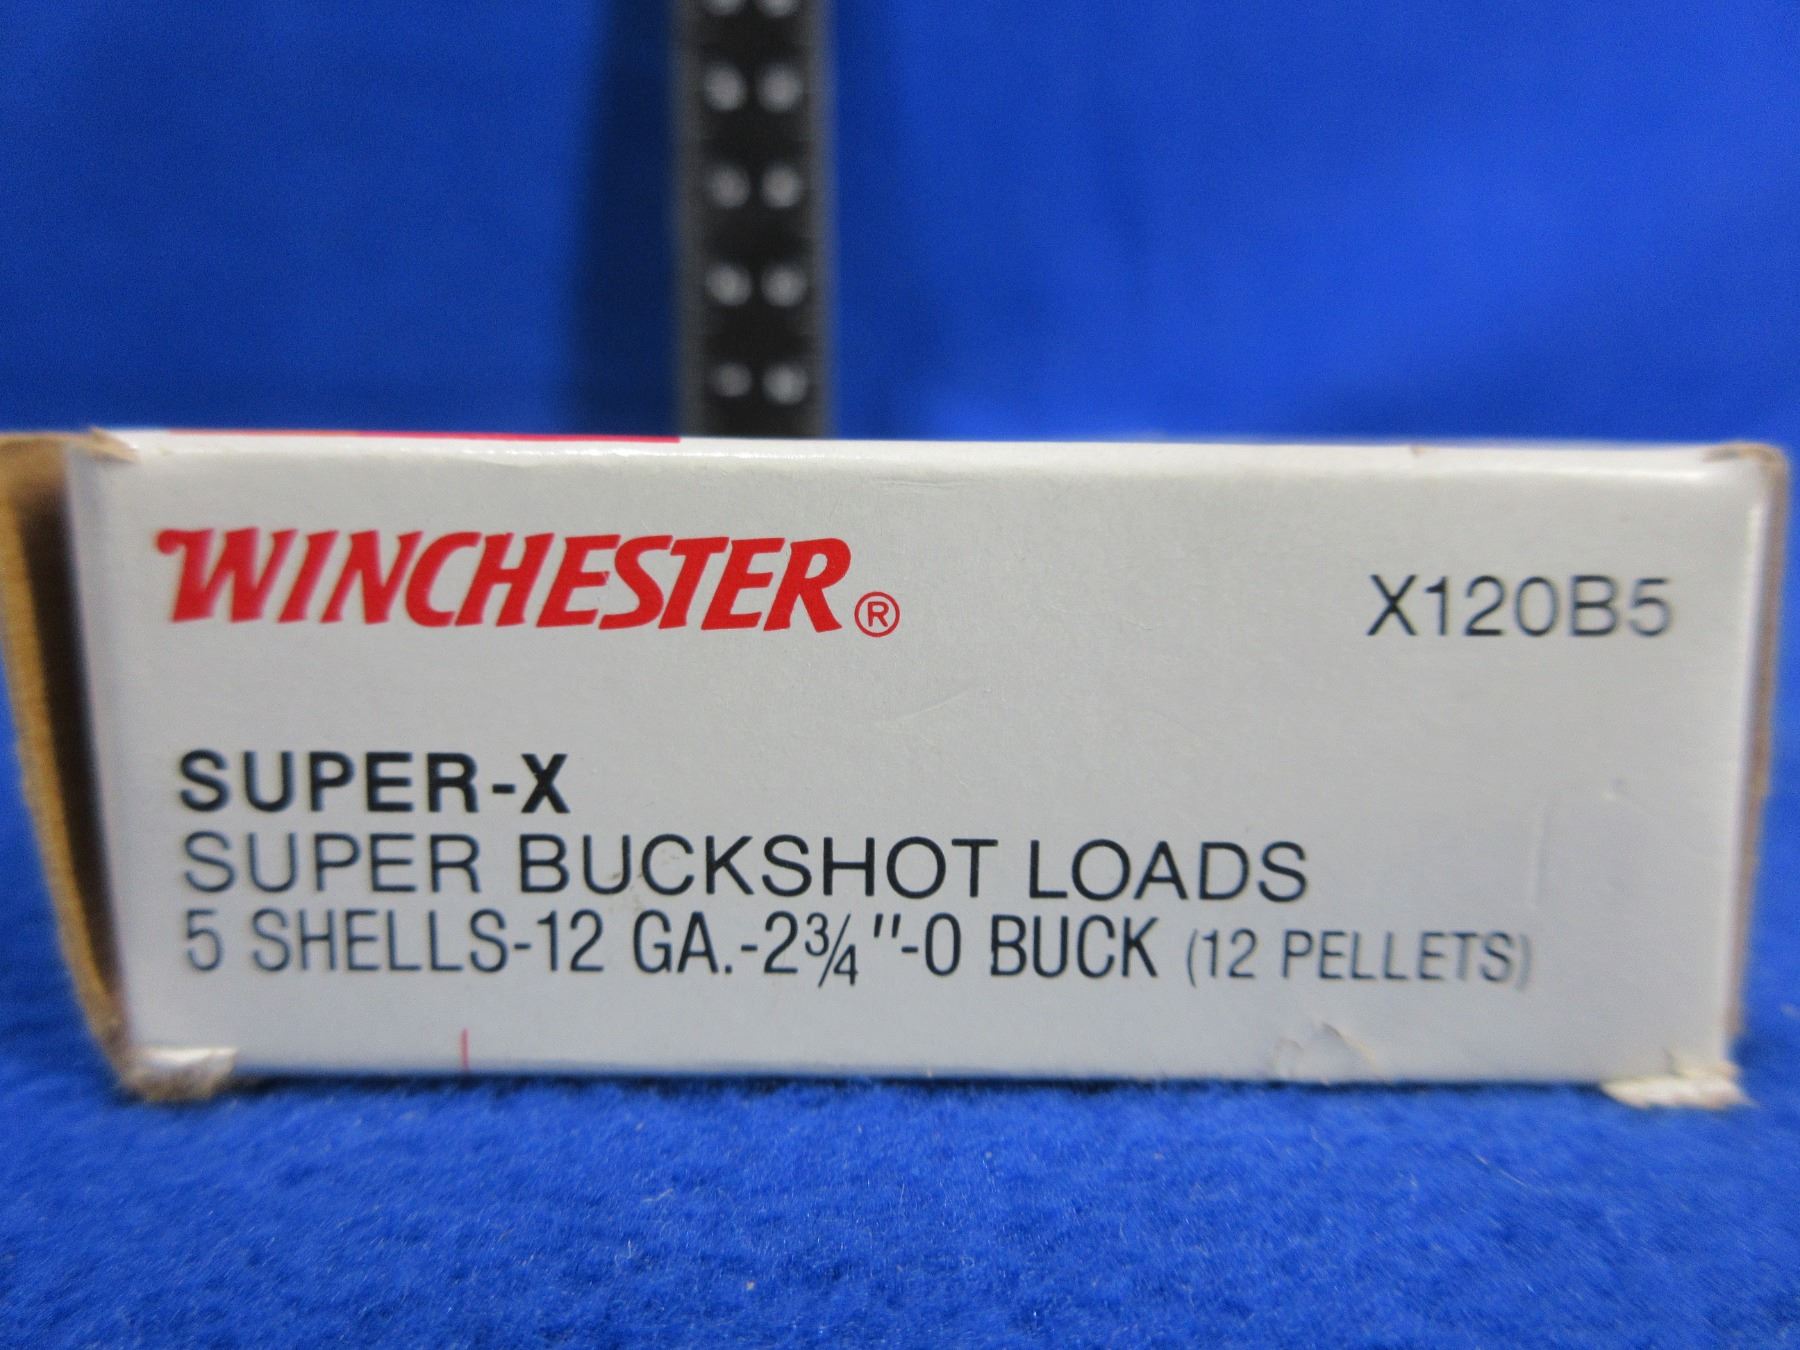 WINCHESTER®
X120B5
SUPER-X
SUPER BUCKSHOT LOADS
5 SHELLS-12 GA.-2¾"-0 BUCK (12 PELLETS)